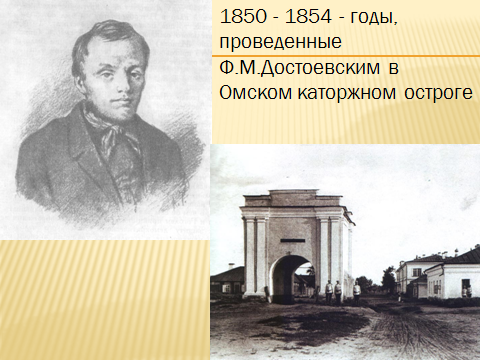 1850 - 1854 - годы,
проведенные
Ф.М.Достоевским в
Омском каторжном остроге